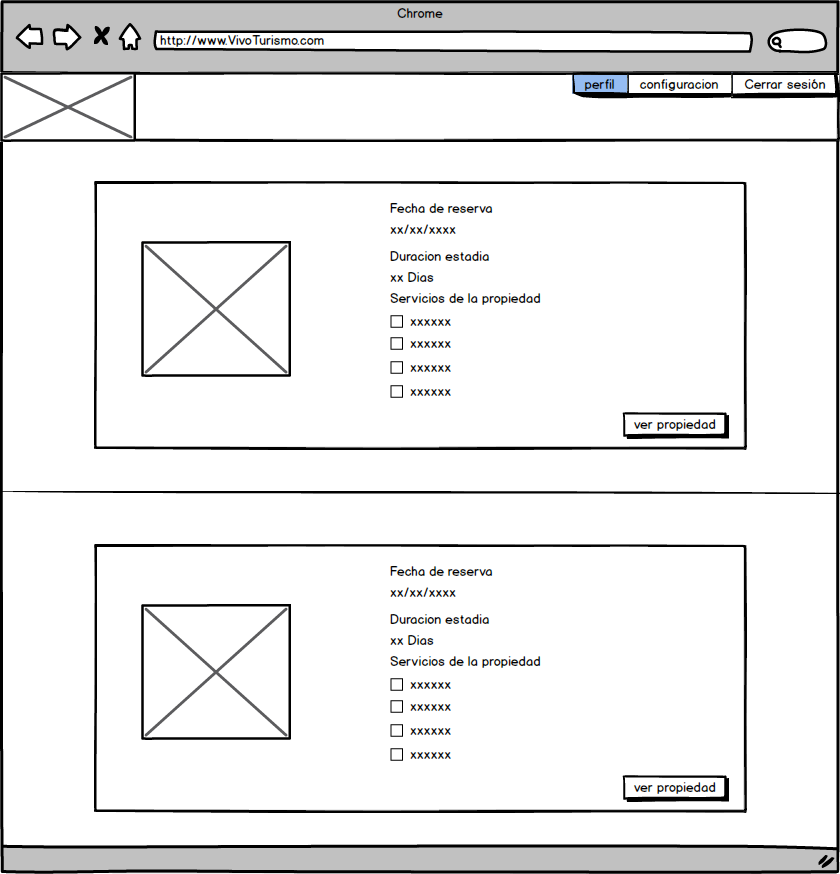 Chrome
http://www.VivoTurismo.com
perfil configuracion Cerrar sesión
Fecha de reserva
xx/xx/xxxx
Duracion estadia
xx Dias
Servicios de la propiedad
xxxxxx
xxxxxx
xxxxxx
xxxxxx
ver propiedad
Fecha de reserva
xx/xx/xxxx
Duracion estadia
xx Dias
Servicios de la propiedad
xxxxxx
xxxxxx
xxxxxx
xxxxxx
ver propiedad